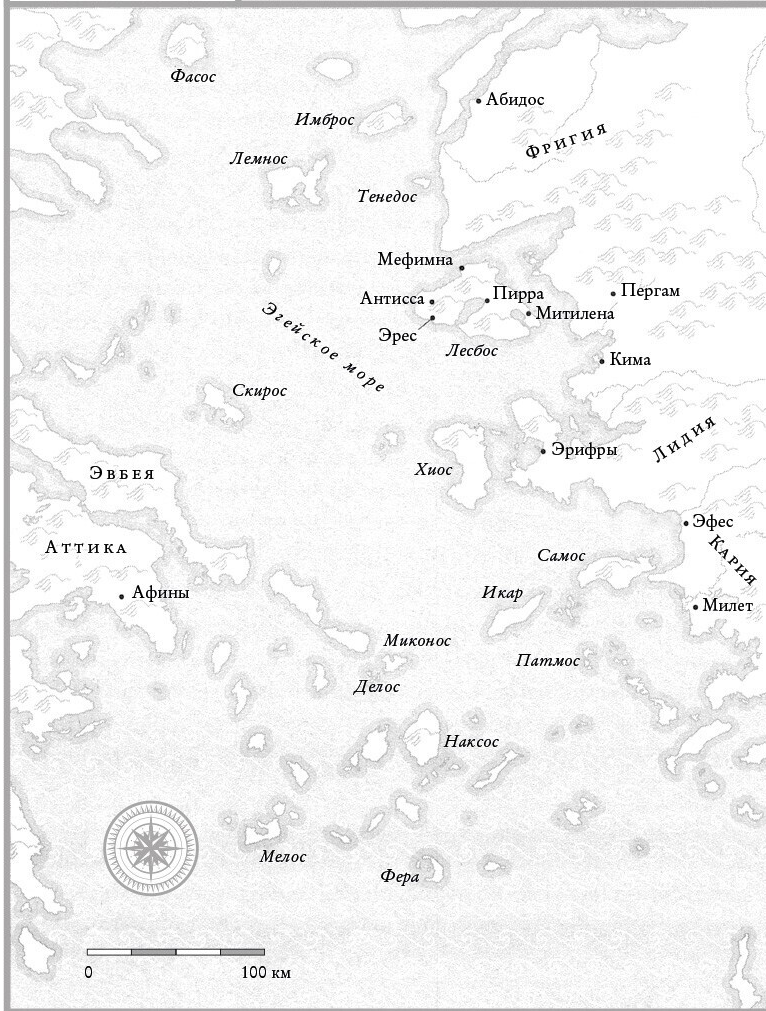 Фасос
Абидос
Имброс
Фригия
Лемнос
Тенедос
Мефимна
Антисса
Пирра
Пергам
Митилена
Эрес
Лесбос
Эгейское море
Кима
Скирос
Лидия
Эрифры
Хиос
Эвбея
Эфес
Аттика
Кария
Самос
Афины
Икар
Милет
Миконос
Патмос
Делос
Наксос
Мелос
Фера
0 100 км